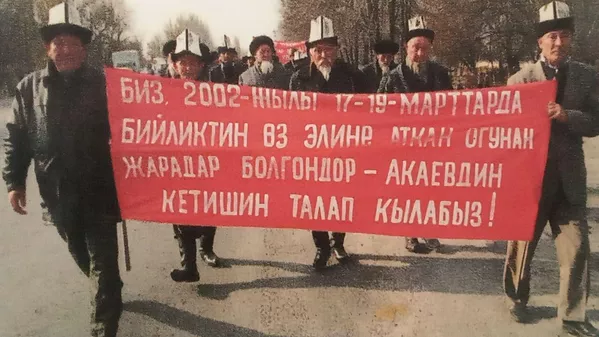 БИЗ, 2002-ЖЫЛЫ 17-19-МАРТТАРДА
БИЙЛИКТИН ӨЗ ЭЛИНЕ АТКАН ОГУНАН
ЖАРАДАР БОЛГОНДОР – АКАЕВДИН
КЕТИШИН ТАЛАП КЫЛАБЫЗ!